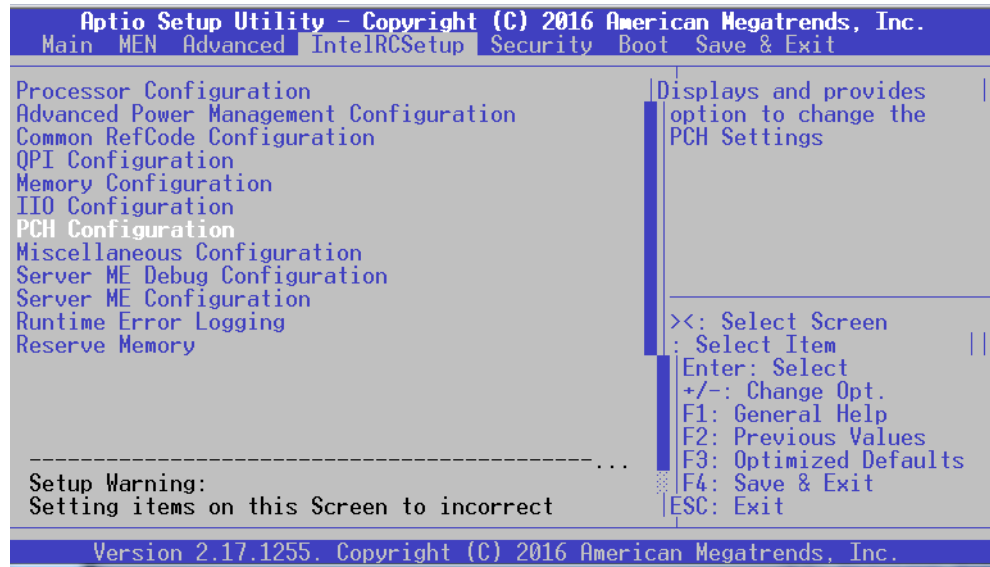 Aptio Setup Utility – Copyright (C) 2016 American Megatrends, Inc.
Main MEN Advanced IntelRCSetup Security Boot Save & Exit
Processor Configuration
Advanced Power Management Configuration
Common RefCode Configuration
QPI Configuration
Memory Configuration
IIO Configuration
PCH Configuration
Miscellaneous Configuration
Server ME Debug Configuration
Server ME Configuration
Runtime Error Logging
Reserve Memory
------------------------------------------...
Setup Warning:
Setting items on this Screen to incorrect
Displays and provides
option to change the
PCH Settings
><: Select Screen
: Select Item
Enter: Select
+/-: Change Opt.
F1: General Help
F2: Previous Values
F3: Optimized Defaults
F4: Save & Exit
ESC: Exit
Version 2.17.1255. Copyright (C) 2016 American Megatrends, Inc.